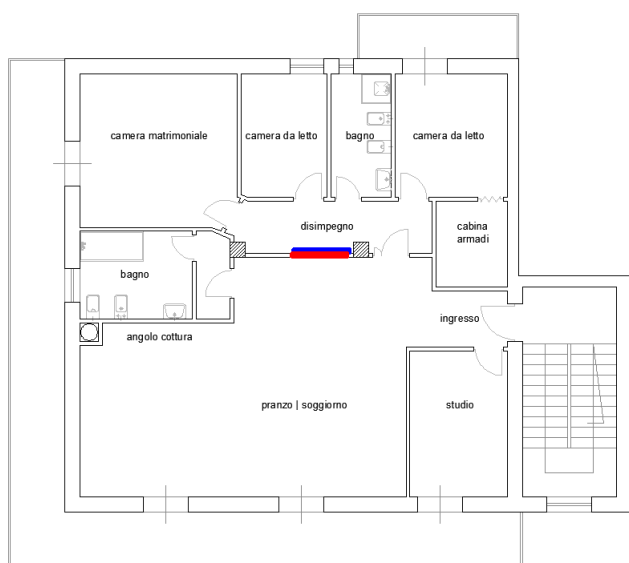 camera matrimoniale
camera da letto
bagno
camera da letto
disimpegno
cabina
armadi
bagno
ingresso
angolo cottura
pranzo | soggiorno
studio